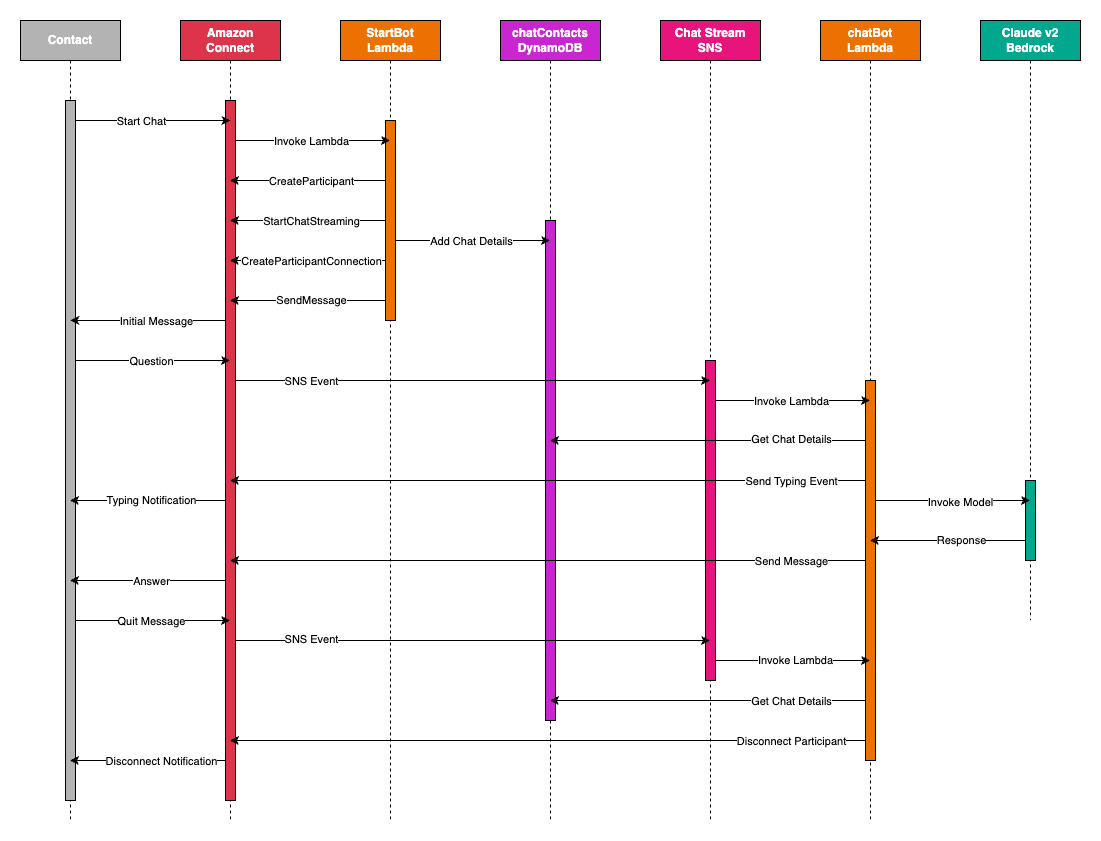 Contact
Amazon
Connect
StartBot
Lambda
chatContacts
DynamoDB
Chat Stream
SNS
chatBot
Lambda
Claude v2
Bedrock
Start Chat
Invoke Lambda
CreateParticipant
StartChatStreaming
Add Chat Details
CreateParticipantConnection
SendMessage
Initial Message
Question
SNS Event
Invoke Lambda
Get Chat Details
Send Typing Event
Typing Notification
Invoke Model
Response
Send Message
Answer
Quit Message
SNS Event
Invoke Lambda
Get Chat Details
Disconnect Participant
Disconnect Notification